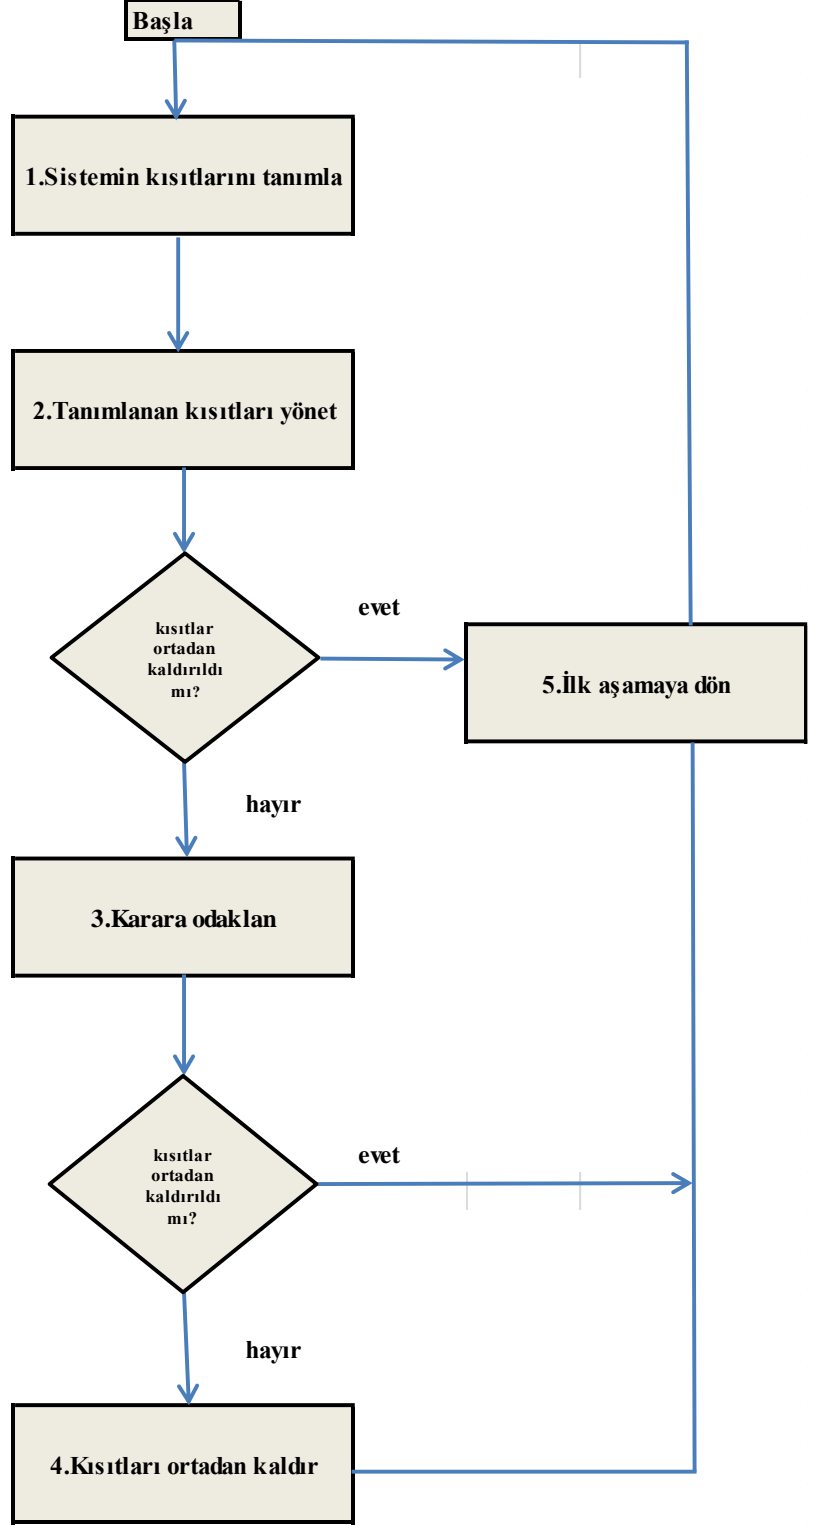 Başla
1.Sistemin kısıtlarını tanımla
2.Tanımlanan kısıtları yönet
kısıtlar
ortadan
kaldırıldı
mı?
evet
5.İlk aşamaya dön
hayır
3.Karara odaklan
kısıtlar
ortadan
kaldırıldı
mı?
evet
hayır
4.Kısıtları ortadan kaldır